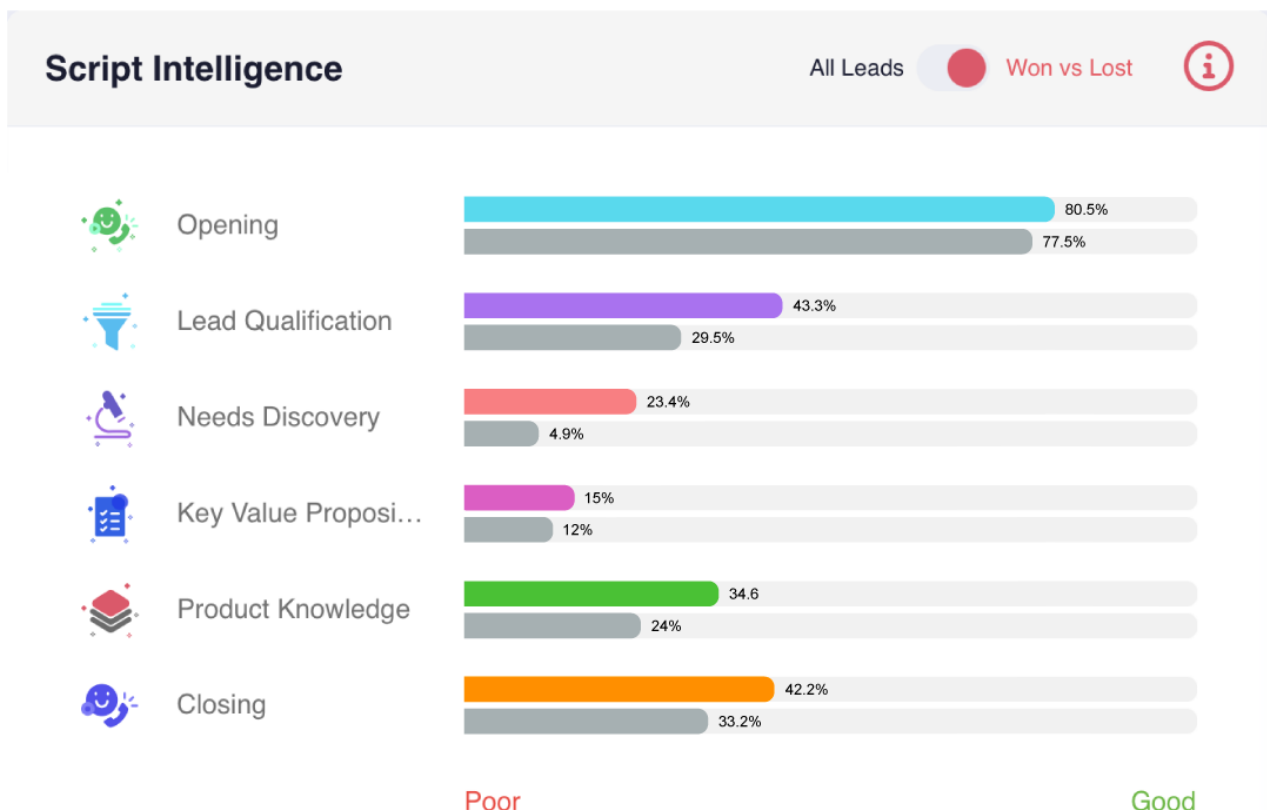 Script Intelligence
All Leads
Won vs Lost
i
Opening
80.5%
77.5%
Lead Qualification
43.3%
29.5%
Needs Discovery
23.4%
4.9%
Key Value Proposi...
15%
12%
Product Knowledge
34.6
24%
Closing
42.2%
33.2%
Poor
Good